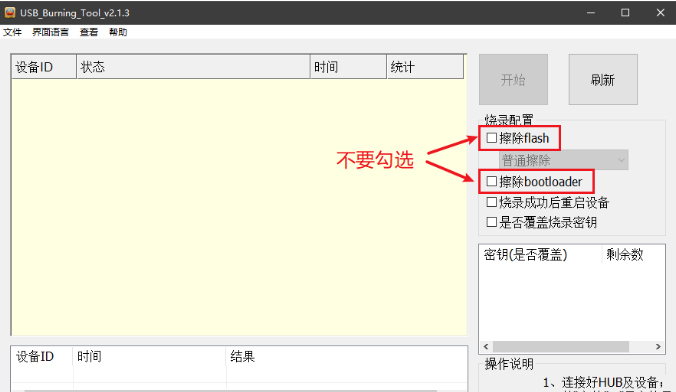 USB_Burning_Tool_v2.1.3
文件 界面语言 查看 帮助
设备ID 状态 时间 统计
开始 刷新
烧录配置
擦除flash
普通擦除
不要勾选
擦除bootloader
烧录成功后重启设备
是否覆盖烧录密钥
密钥(是否覆盖) 剩余数
设备ID 时间 结果
操作说明
1、连接好HUB及设备;